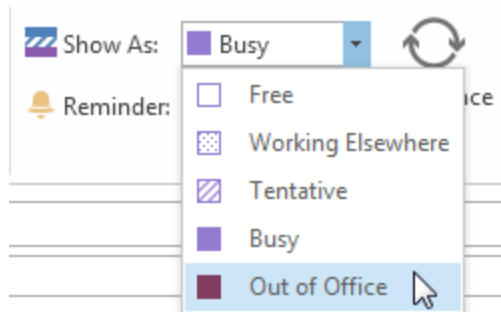 Show As: Busy
Reminder: Free
Working Elsewhere
Tentative
Busy
Out of Office